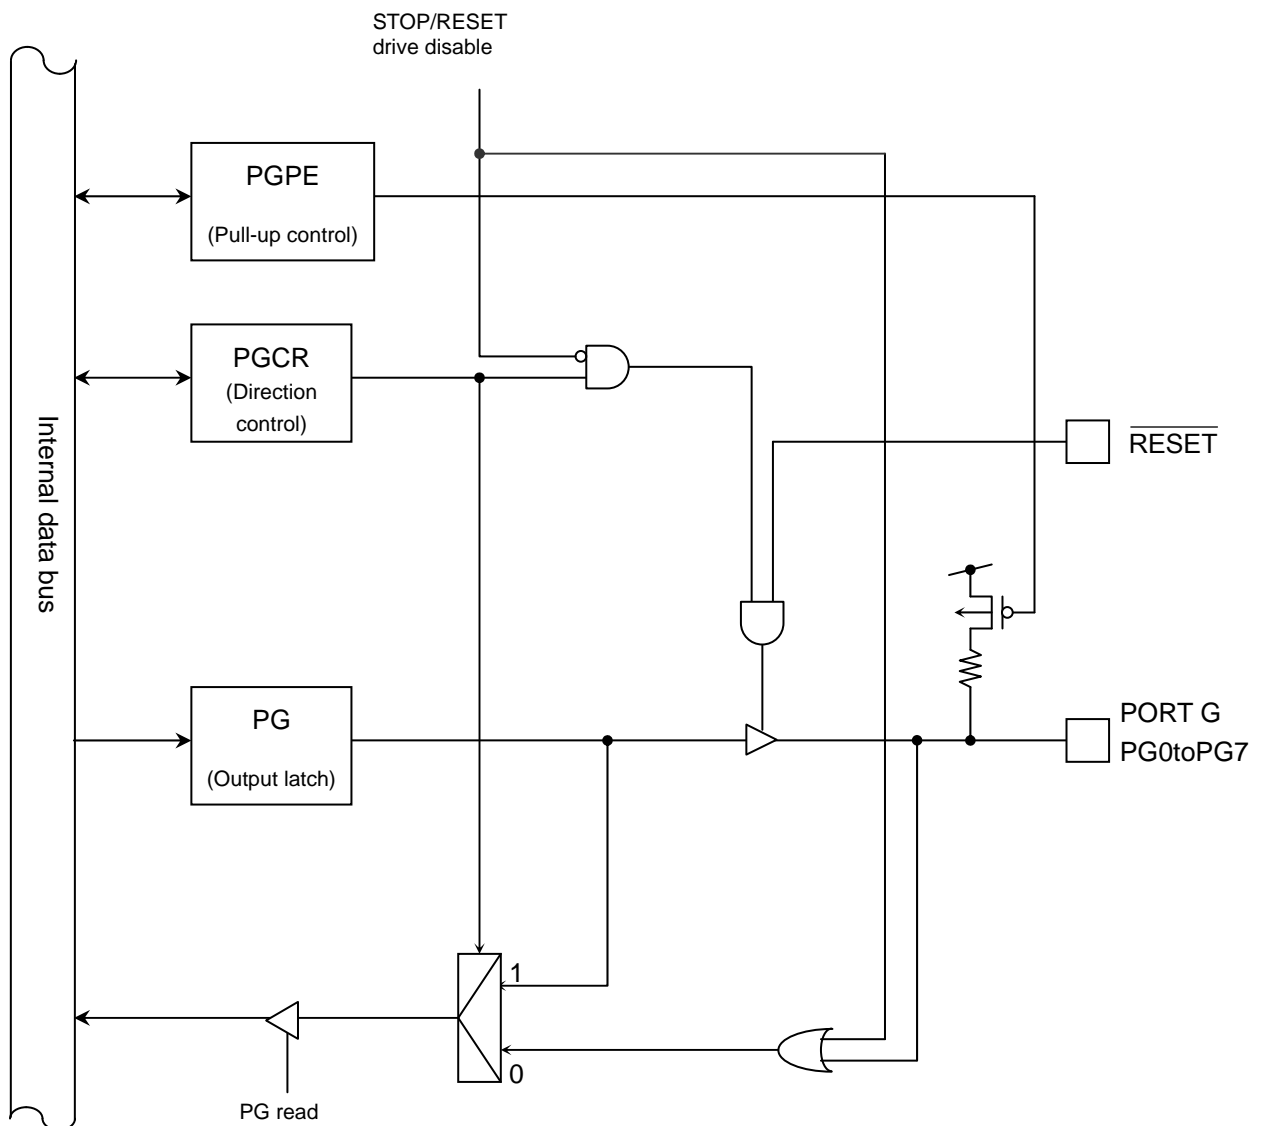 STOP/RESET
drive disable
PGPE
(Pull-up control)
PGCR
(Direction
control)
Internal data bus
RESET
PG
(Output latch)
PORT G
PG0toPG7
1
0
PG read